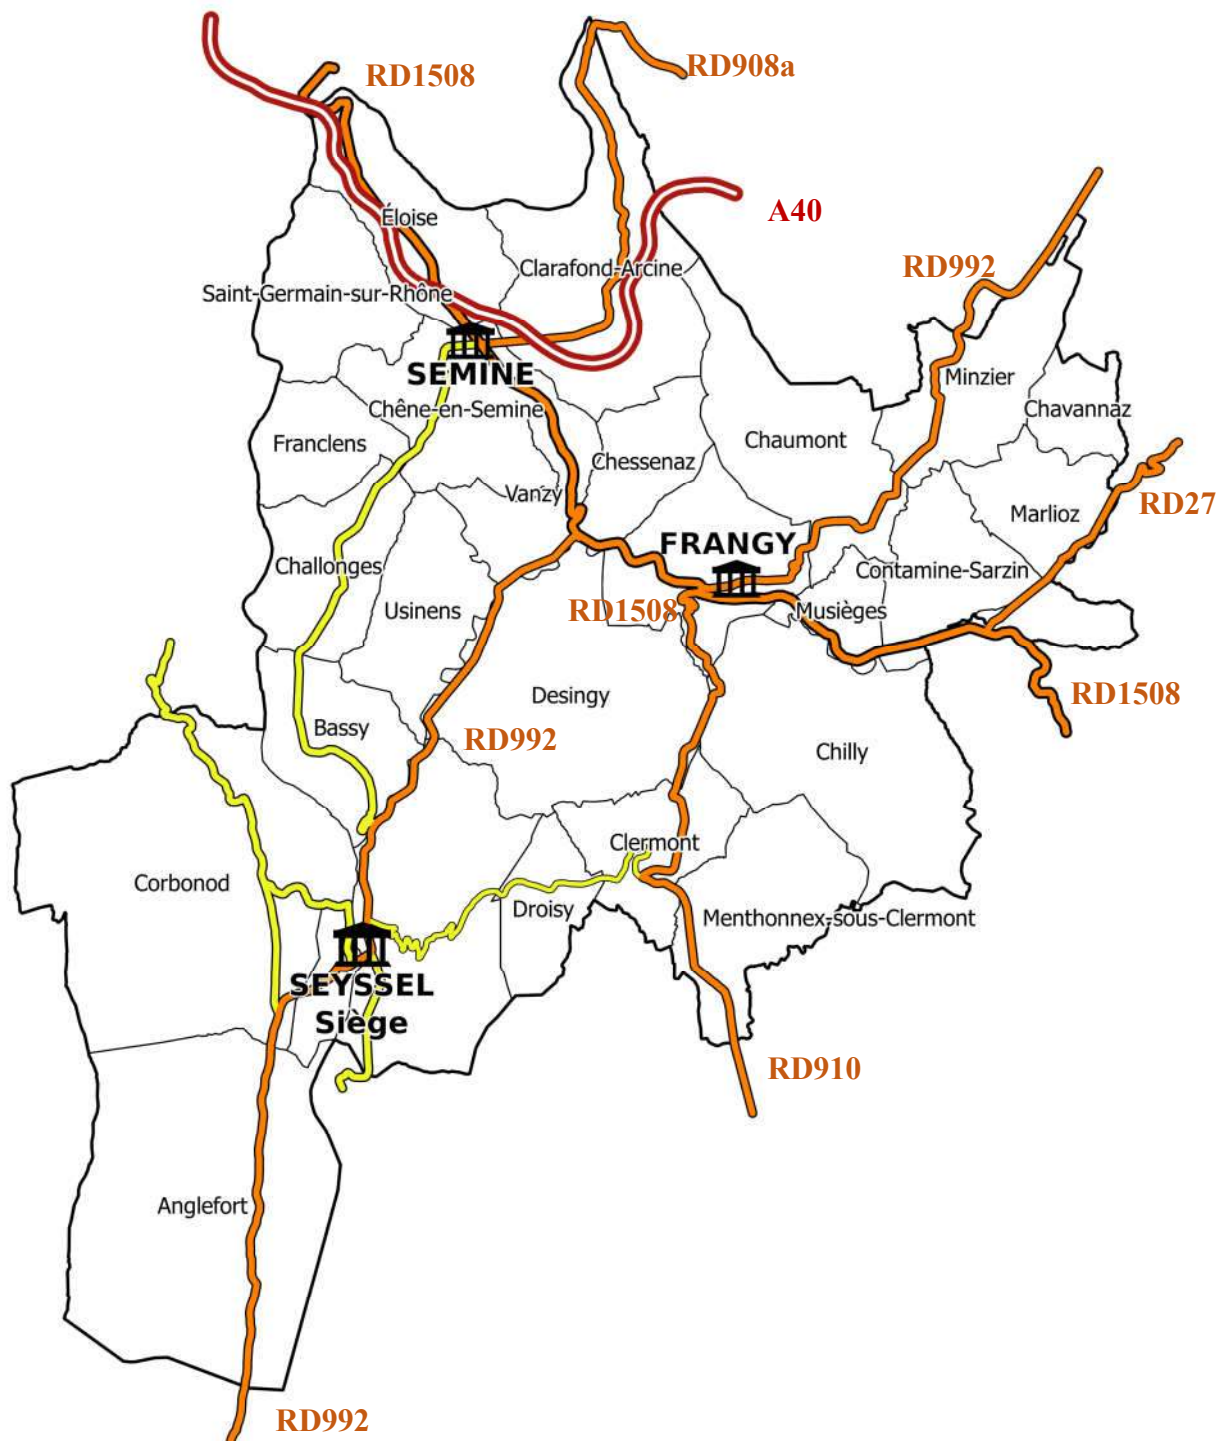 RD1508
RD908a
A40
Éloise
RD992
Clarafond-Arcine
Saint-Germain-sur-Rhône
SEMINE
Minzier
Chêne-en-Semine
Chavannaz
Franclens
Chaumont
Chessenaz
Vanzy
RD27
Marlioz
FRANGY
Challonges
Contamine-Sarzin
Usinens
RD1508
Musièges
Desingy
RD1508
Bassy
RD992
Chilly
Clermont
Corbonod
Droisy
Menthonnex-sous-Clermont
SEYSSEL
Siège
RD910
Anglefort
RD992